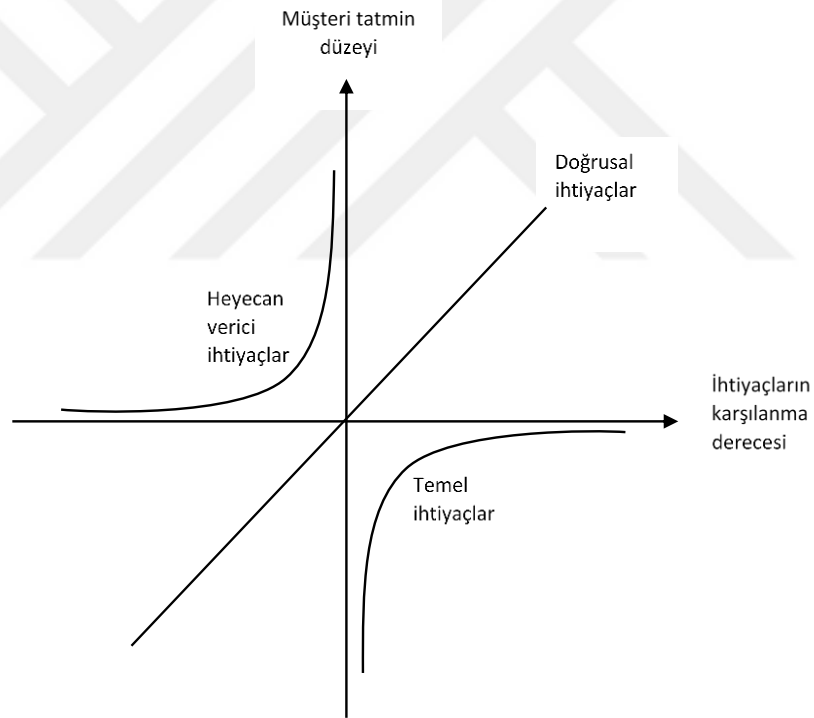 Müşteri tatmin
düzeyi
Doğrusal
ihtiyaçlar
Heyecan
verici
ihtiyaçlar
İhtiyaçların
karşılanma
derecesi
Temel
ihtiyaçlar